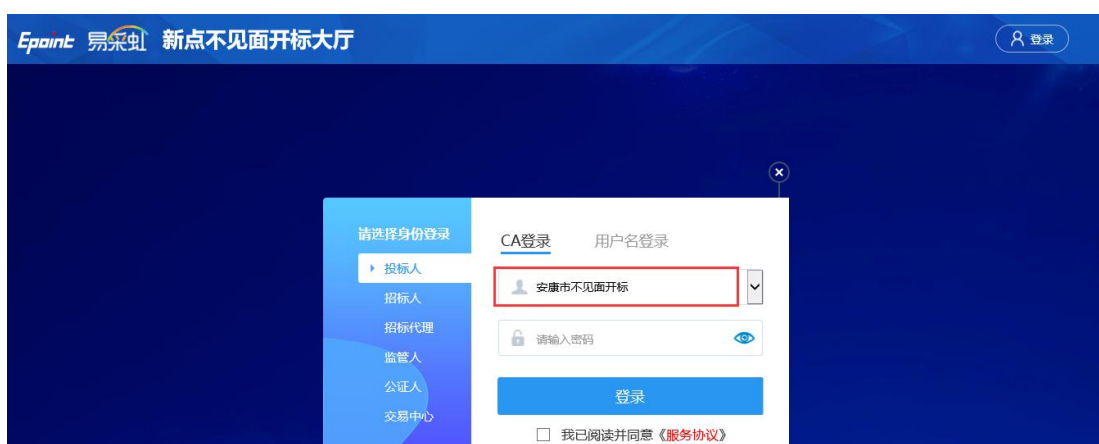 Epoint 易采虹 新点不见面开标大厅
登录
请选择身份登录
投标人
招标人
招标代理
监管人
公证人
交易中心
CA登录 用户名登录
安康市不见面开标
请输入密码
登录
我已阅读并同意《服务协议》